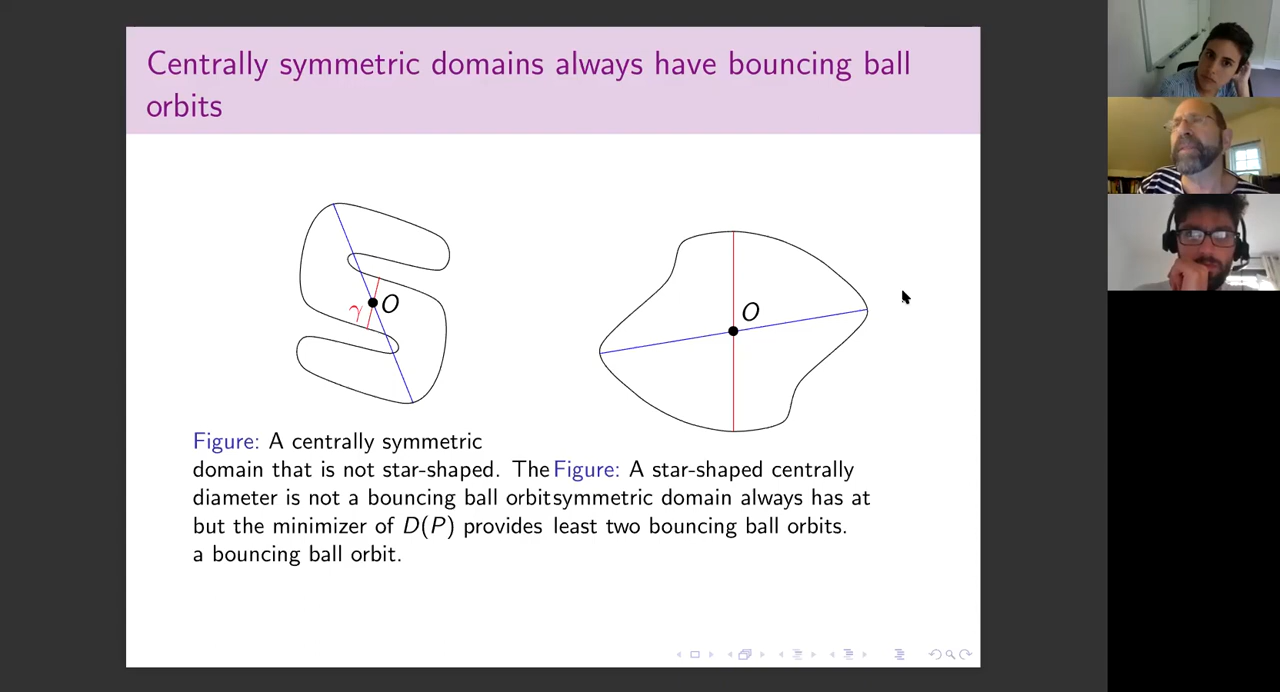 Centrally symmetric domains always have bouncing ball
orbits
O
γ
O
Figure: A centrally symmetric
domain that is not star-shaped. The
diameter is not a bouncing ball orbit
but the minimizer of D(P) provides
a bouncing ball orbit.
Figure: A star-shaped centrally
symmetric domain always has at
least two bouncing ball orbits.